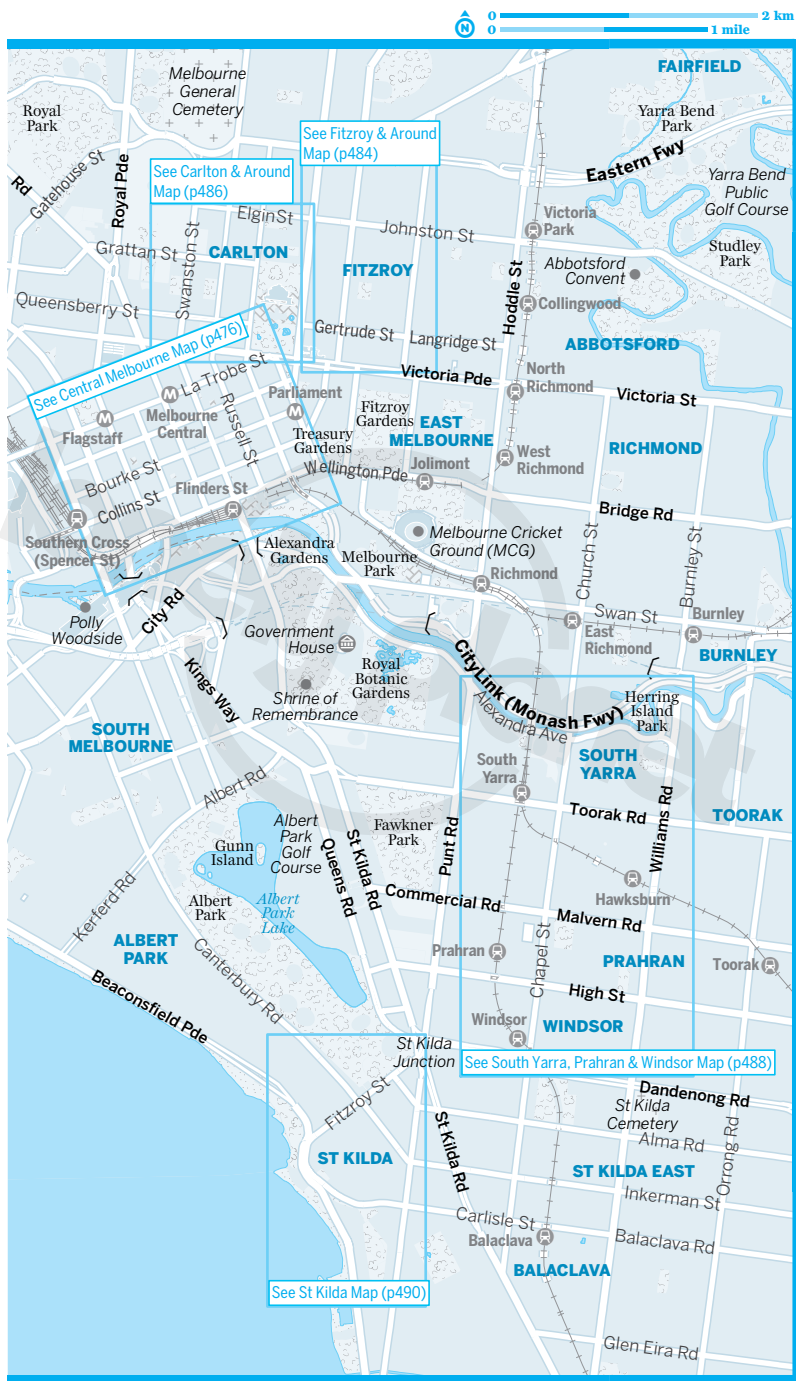 N
0
2 km
0
1 mile
FAIRFIELD
Melbourne
General
Cemetery
Royal
Park
Yarra Bend
Park
See Fitzroy & Around
Map (p484)
Eastern Fwy
See Carlton & Around
Map (p486)
Gatehouse St
Royal Pde
Rd
Yarra Bend
Public
Golf Course
Elgin St
Johnston St
Victoria
Park
Swanston St
Grattan St
CARLTON
FITZROY
Studley
Park
Abbotsford
Convent
Hoddle St
Queensberry St
Collingwood
Gertrude St
Langridge St
ABBOTSFORD
See Central Melbourne Map (p476)
La Trobe St
Victoria Pde
North
Richmond
Victoria St
Parliament
Melbourne
Central
Flagstaff
Russell St
Fitzroy
Gardens
EAST
MELBOURNE
Treasury
Gardens
RICHMOND
West
Richmond
Bourke St
Wellington Pde
Jolimont
Collins St
Flinders St
Bridge Rd
Southern Cross
(Spencer St)
Alexandra
Gardens
Melbourne
Park
Melbourne Cricket
Ground (MCG)
Church St
Burnley St
Richmond
Polly
Woodside
City Rd
Swan St
Burnley
East
Richmond
Government
House
BURNLEY
Royal
Botanic
Gardens
CityLink (Monash Fwy)
Kings Way
Shrine of
Remembrance
Alexandra Ave
Herring
Island
Park
SOUTH
MELBOURNE
South
Yarra
SOUTH
YARRA
Albert Rd
Toorak Rd
TOORAK
Williams Rd
Albert
Park
Golf
Course
Gunn
Island
Fawkner
Park
Punt Rd
St Kilda Rd
Queens Rd
Hawksburn
Kerferd Rd
Albert
Park
Albert
Park
Lake
Commercial Rd
Malvern Rd
ALBERT
PARK
Canterbury Rd
Prahran
Chapel St
PRAHRAN
Toorak
Beaconsfield Pde
High St
Windsor
WINDSOR
St Kilda
Junction
See South Yarra, Prahran & Windsor Map (p488)
Dandenong Rd
Fitzroy St
St Kilda
Cemetery
St Kilda Rd
Alma Rd
Orrong Rd
ST KILDA
ST KILDA EAST
Inkerman St
Carlisle St
Balaclava
Balaclava Rd
BALACLAVA
See St Kilda Map (p490)
Glen Eira Rd